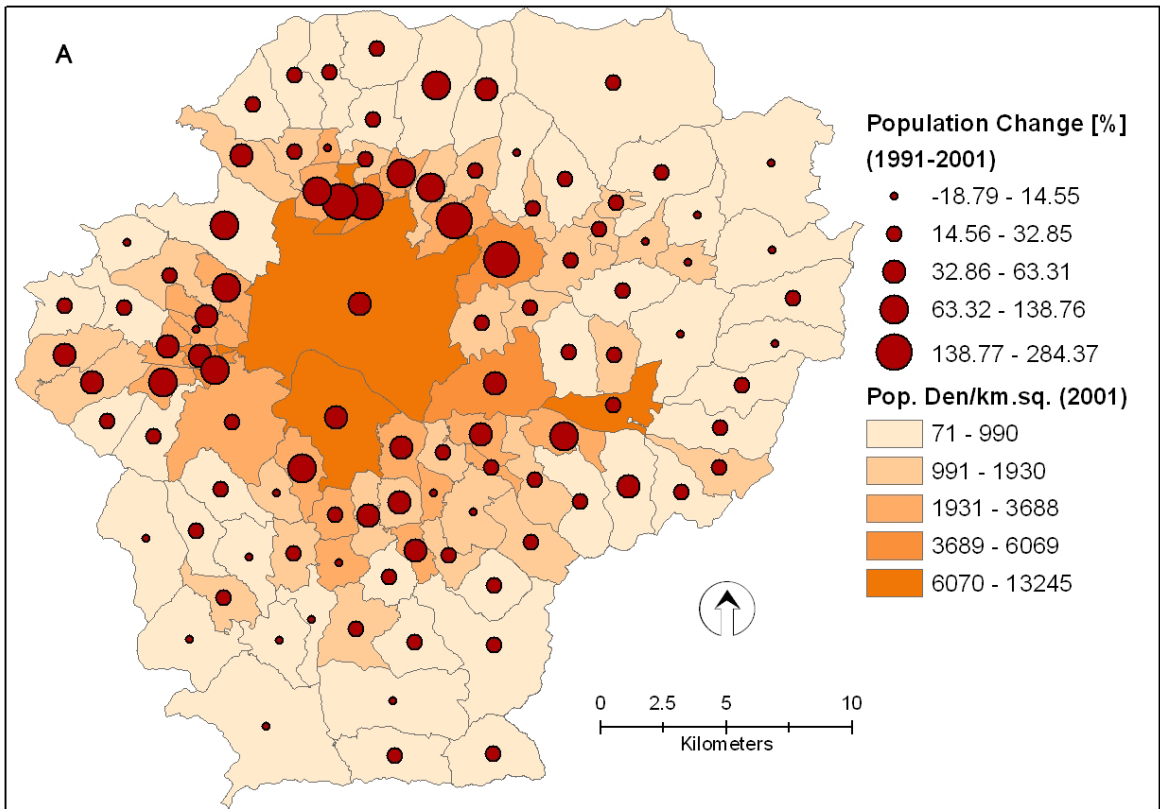 A
Population Change [%]
(1991-2001)
-18.79 - 14.55
14.56 - 32.85
32.86 - 63.31
63.32 - 138.76
138.77 - 284.37
Pop. Den/km.sq. (2001)
71 - 990
991 - 1930
1931 - 3688
3689 - 6069
6070 - 13245
0 2.5 5 10
Kilometers